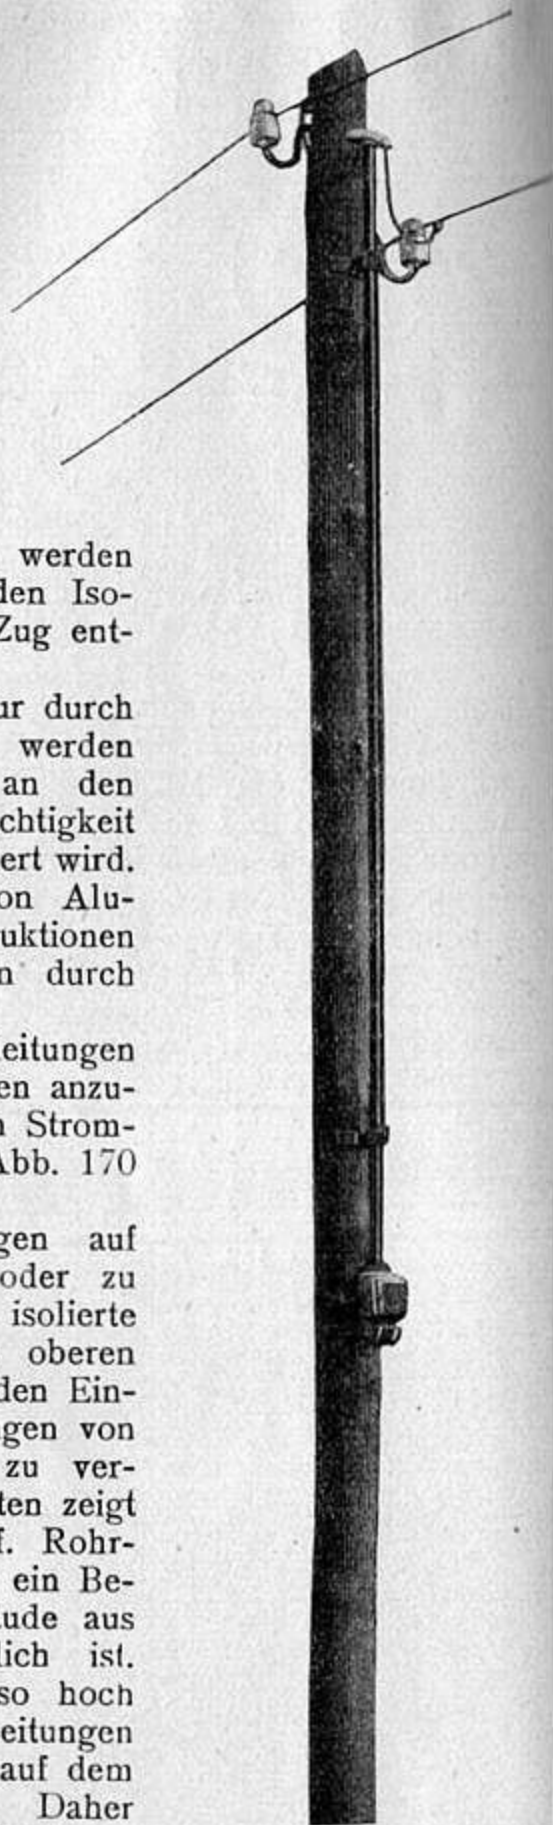 werden
den Iso-
Zug ent-
ur durch
werden
an den
chtigkeit
ert wird.
on Alu-
uktionen
n durch
eitungen
en anzu-
n Strom-
Abb. 170
gen auf
oder zu
isolierte
oberen
den Ein-
gen von
zu ver-
ten zeigt
f. Rohr-
ein Be-
ude aus
lich ist.
so hoch
eitungen
auf dem
Daher